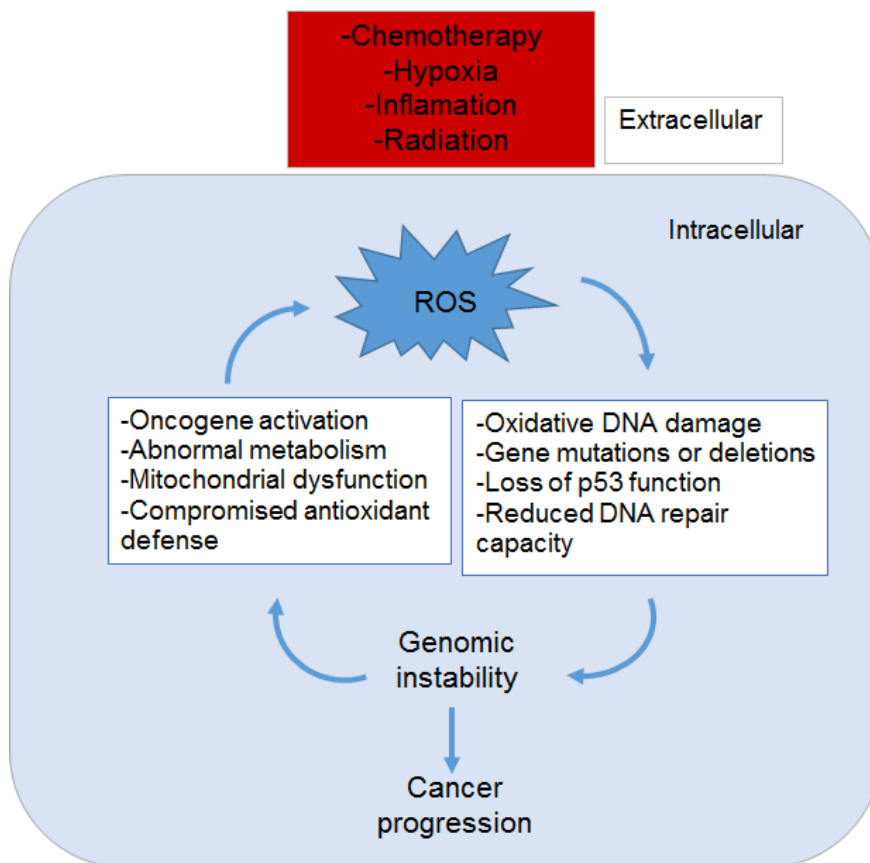 -Chemotherapy
-Hypoxia
-Inflamation
-Radiation
Extracellular
Intracellular
ROS
-Oncogene activation
-Abnormal metabolism
-Mitochondrial dysfunction
-Compromised antioxidant
defense
-Oxidative DNA damage
-Gene mutations or deletions
-Loss of p53 function
-Reduced DNA repair
capacity
Genomic
instability
Cancer
progression